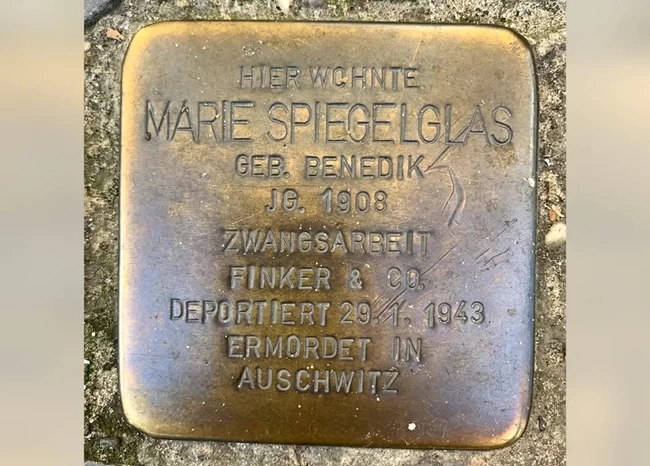 HIER WOHNTE
MARIE SPIEGELGLAS
GEB. BENEDIK
JG. 1908
ZWANGSARBEIT
FINKER & CO.
DEPORTIERT 29.1. 1943
ERMORDET IN
AUSCHWITZ